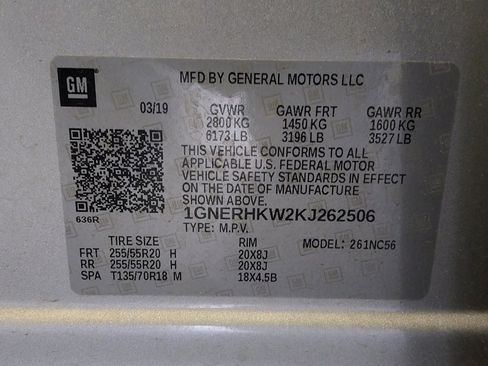 GM
MFD BY GENERAL MOTORS LLC
03/19 GVWR GAWR FRT GAWR RR
2800 KG 1450 KG 1600 KG
6173 LB 3196 LB 3527 LB
THIS VEHICLE CONFORMS TO ALL
APPLICABLE U.S. FEDERAL MOTOR
VEHICLE SAFETY STANDARDS IN EFFECT
ON THE DATE OF MANUFACTURE
SHOWN ABOVE.
636R
1GNERHKW2KJ262506
TYPE: M.P.V.
TIRE SIZE RIM MODEL: 261NC56
FRT 255/55R20 H 20X8J
RR 255/55R20 H 20X8J
SPA T135/70R18 M 18X4.5B